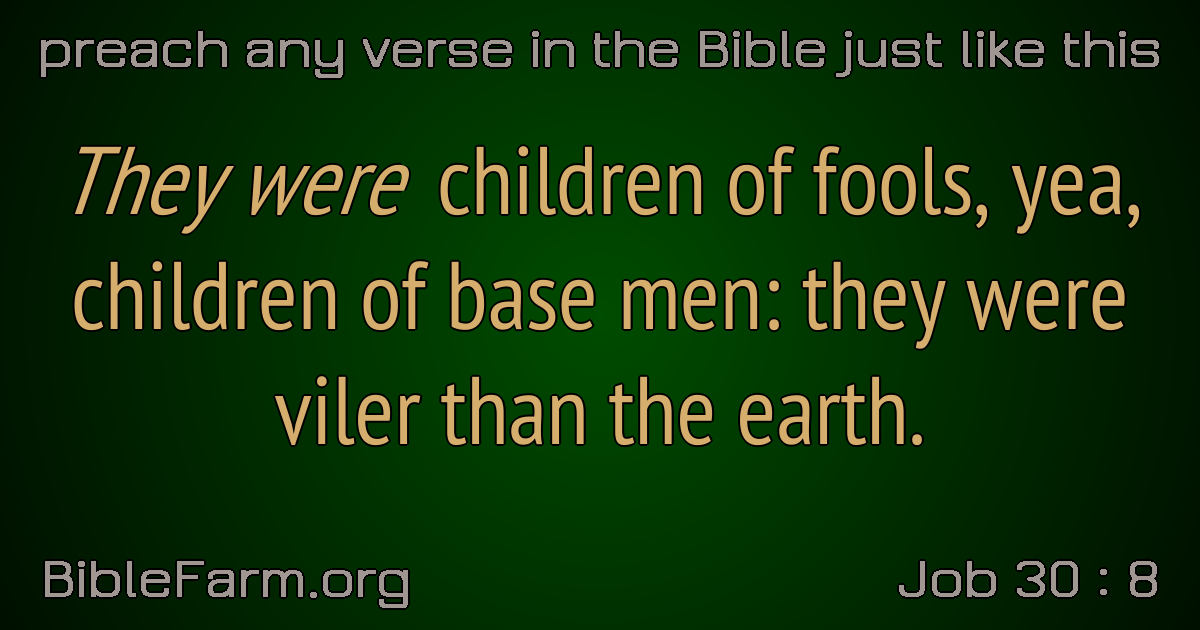 preach any verse in the Bible just like this
They were children of fools, yea,
children of base men: they were
viler than the earth.
BibleFarm.org
Job 30 : 8